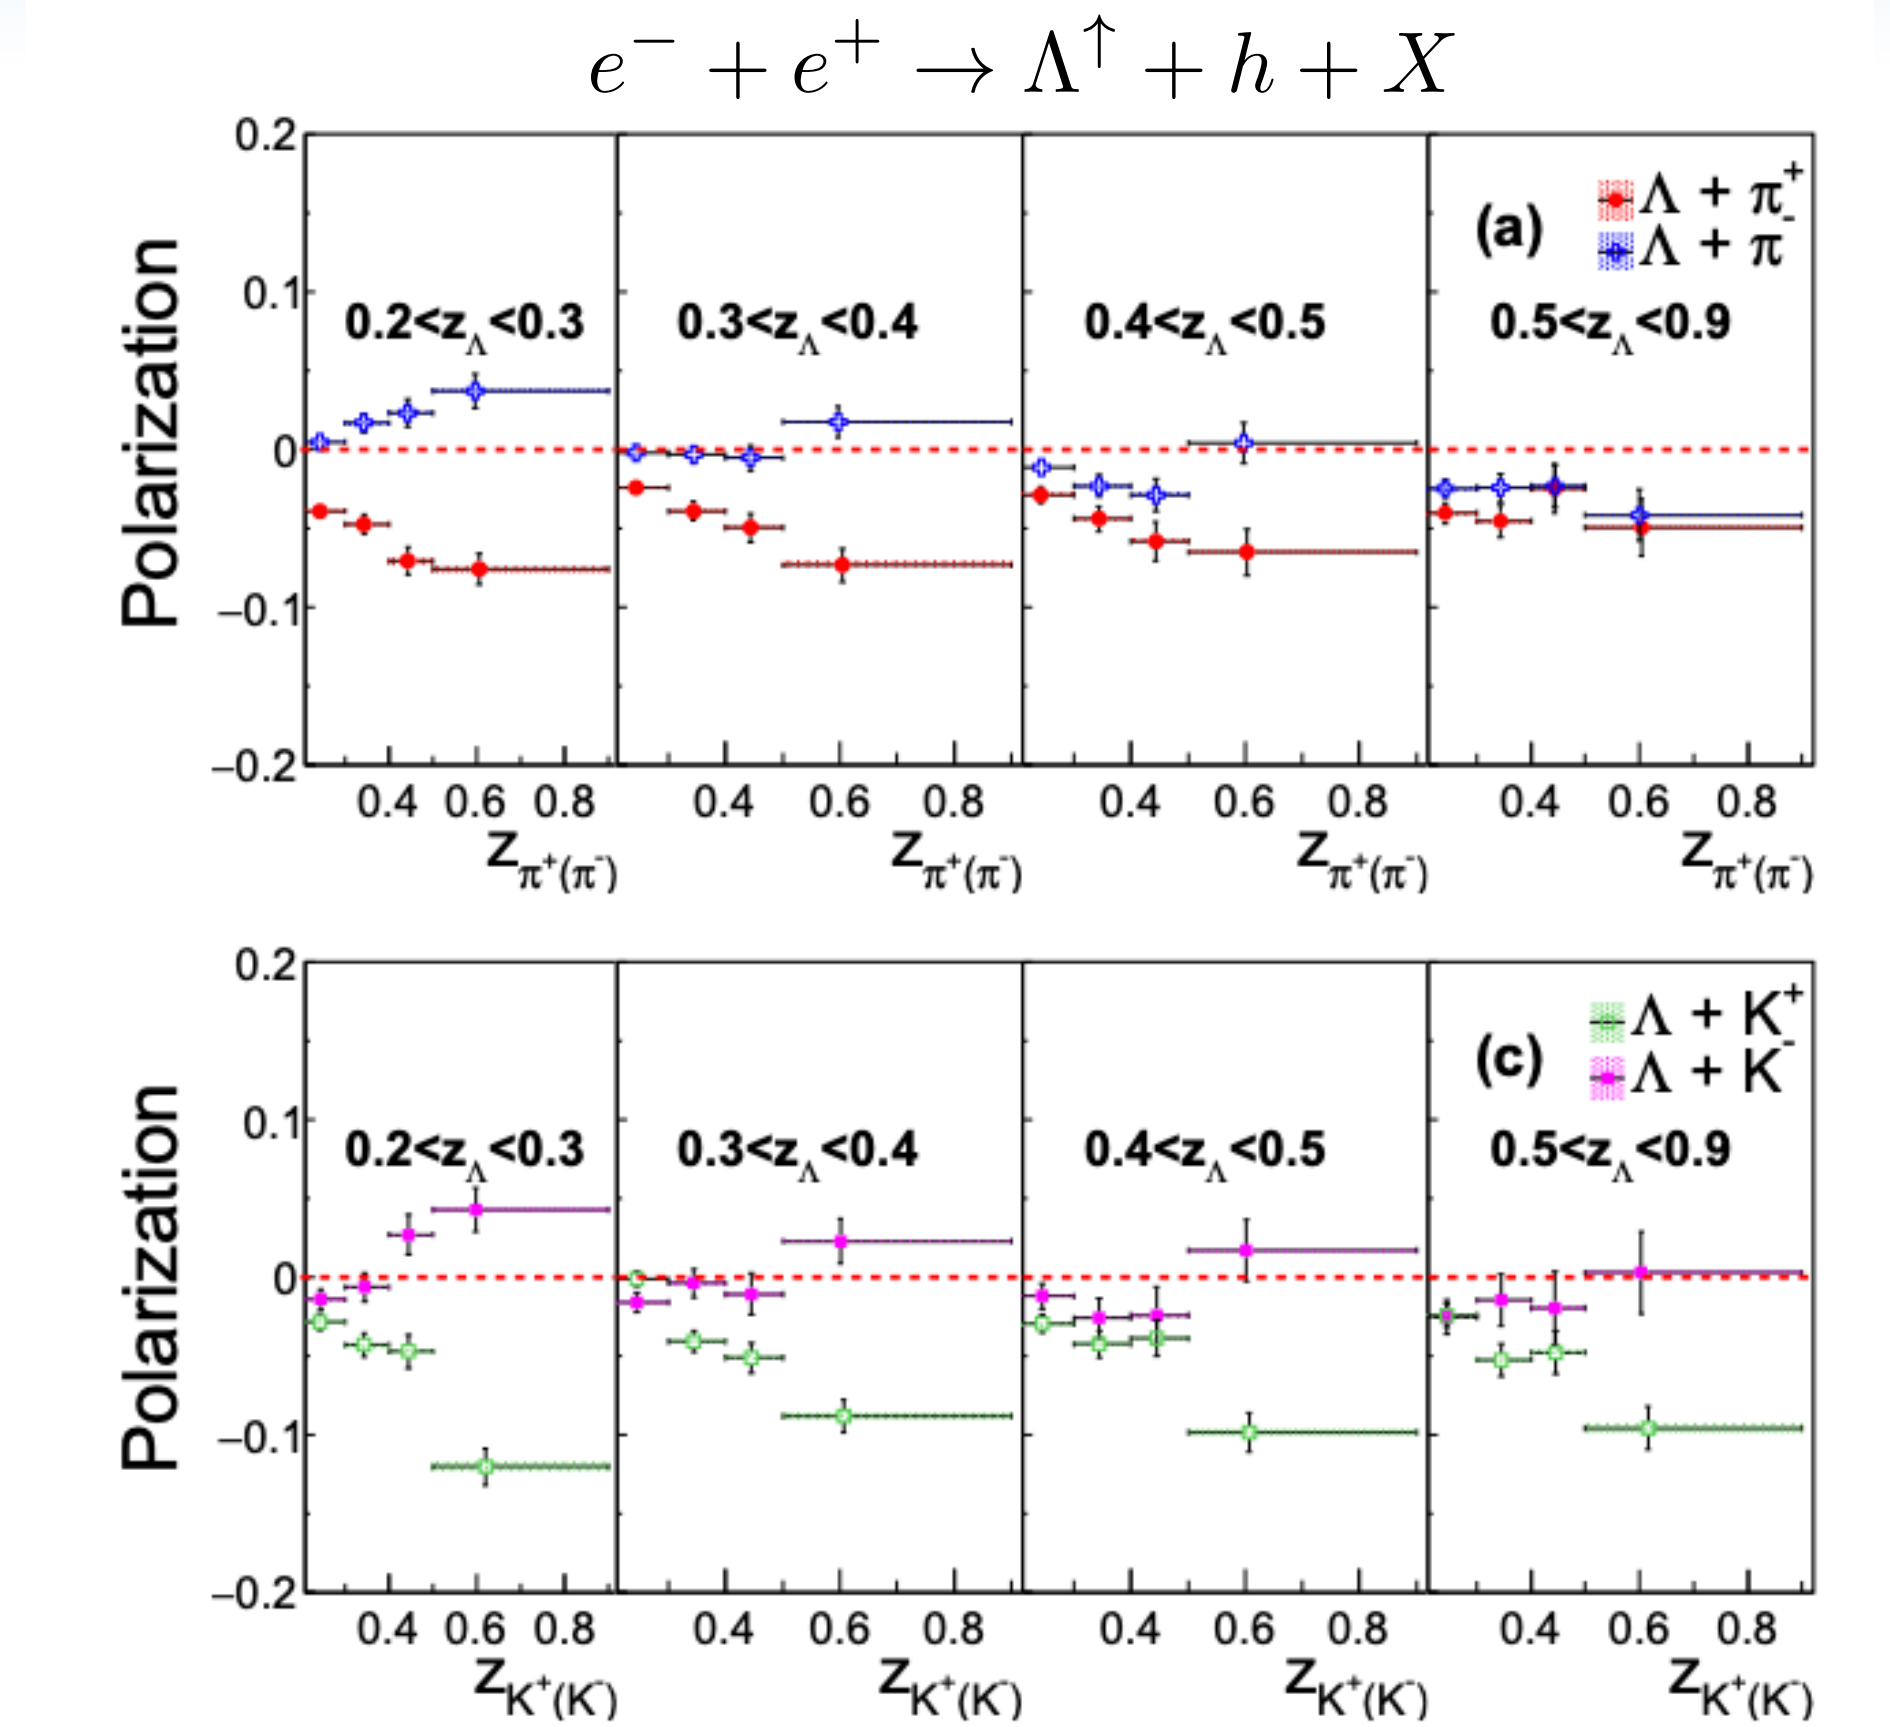 e⁻ + e⁺ → Λ↑ + h + X
0.2
Λ + π⁺
(a)
Λ + π⁻
0.1
0.2<z_Λ<0.3 0.3<z_Λ<0.4 0.4<z_Λ<0.5 0.5<z_Λ<0.9
Polarization
0
−0.1
−0.2
0.4 0.6 0.8 0.4 0.6 0.8 0.4 0.6 0.8 0.4 0.6 0.8
z_π⁺(π⁻) z_π⁺(π⁻) z_π⁺(π⁻) z_π⁺(π⁻)
0.2
Λ + K⁺
(c)
Λ + K⁻
0.1
0.2<z_Λ<0.3 0.3<z_Λ<0.4 0.4<z_Λ<0.5 0.5<z_Λ<0.9
Polarization
0
−0.1
−0.2
0.4 0.6 0.8 0.4 0.6 0.8 0.4 0.6 0.8 0.4 0.6 0.8
z_K⁺(K⁻) z_K⁺(K⁻) z_K⁺(K⁻) z_K⁺(K⁻)